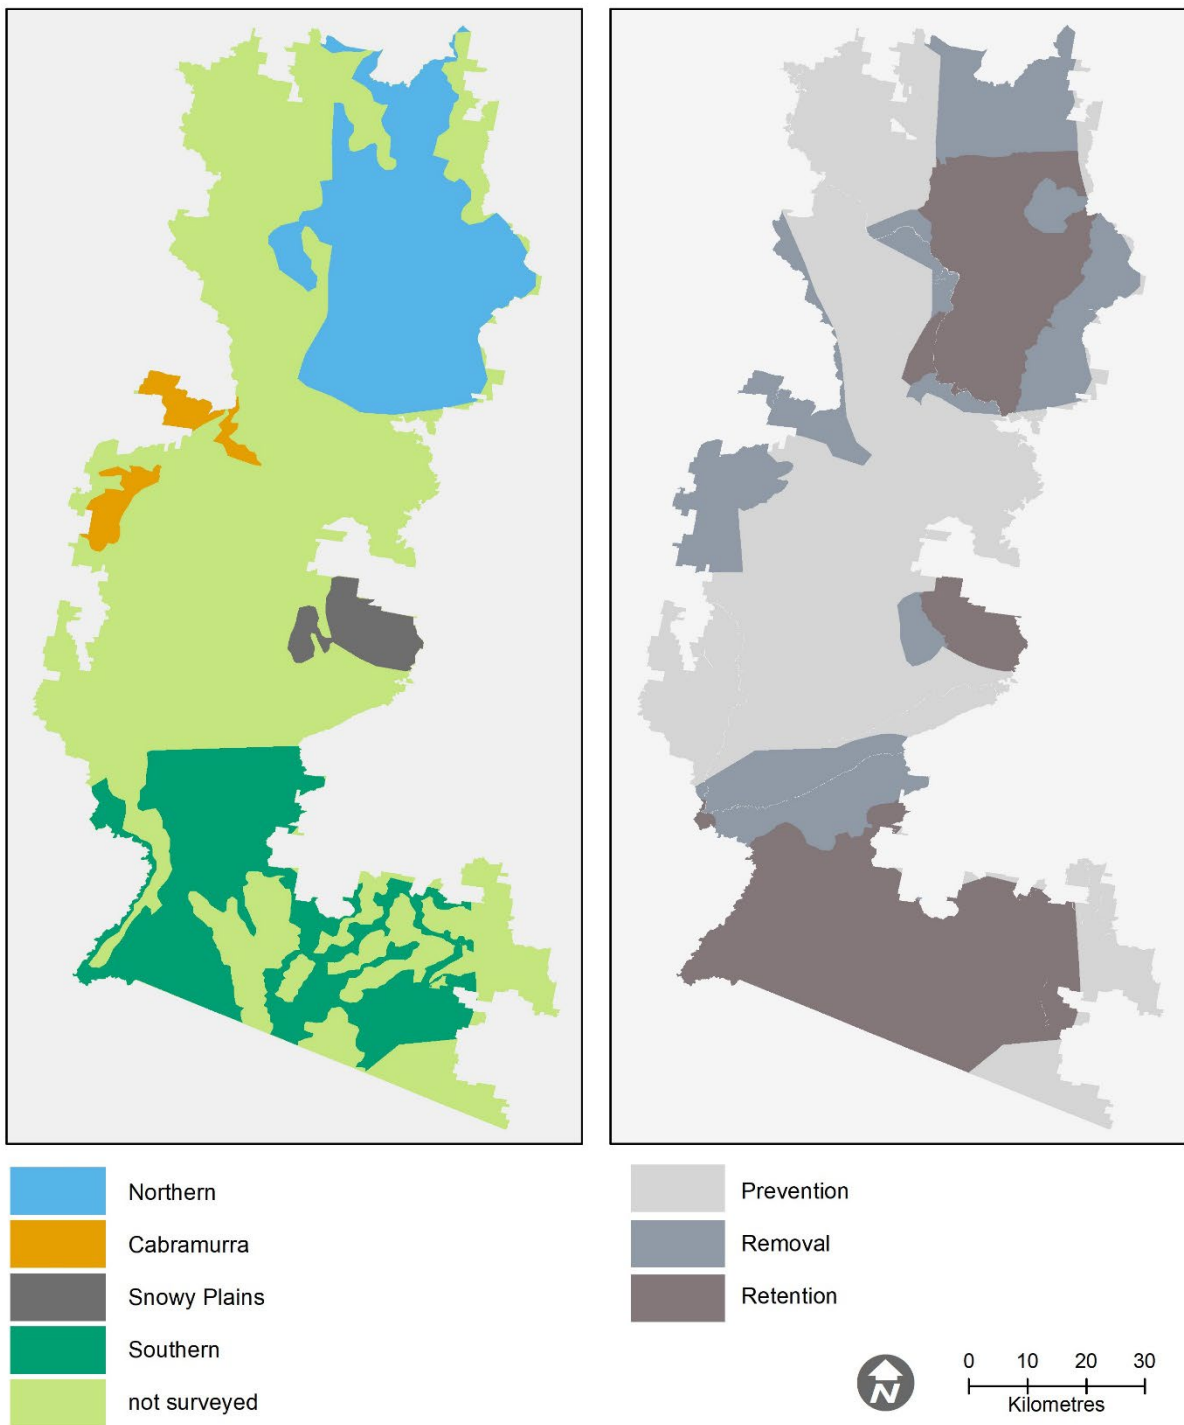 Northern
Cabramurra
Snowy Plains
Southern
not surveyed
Prevention
Removal
Retention
N
0 10 20 30
Kilometres